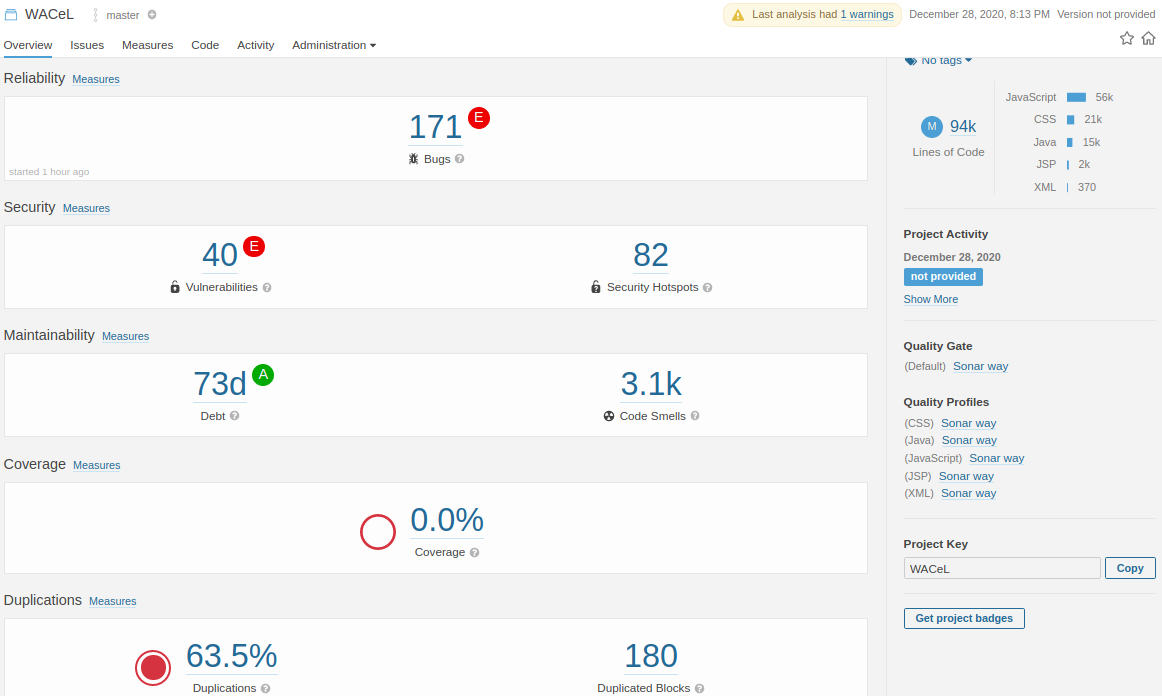 WACeL master
Last analysis had 1 warnings December 28, 2020, 8:13 PM Version not provided
Overview Issues Measures Code Activity Administration
Reliability Measures
171 E
Bugs
started 1 hour ago
Security Measures
40 E
Vulnerabilities
82
Security Hotspots
Maintainability Measures
73d A
Debt
3.1k
Code Smells
Coverage Measures
0.0%
Coverage
Duplications Measures
63.5%
Duplications
180
Duplicated Blocks
No tags
M 94k
Lines of Code
JavaScript 56k
CSS 21k
Java 15k
JSP 2k
XML 370
Project Activity
December 28, 2020
not provided
Show More
Quality Gate
(Default) Sonar way
Quality Profiles
(CSS) Sonar way
(Java) Sonar way
(JavaScript) Sonar way
(JSP) Sonar way
(XML) Sonar way
Project Key
WACeL Copy
Get project badges